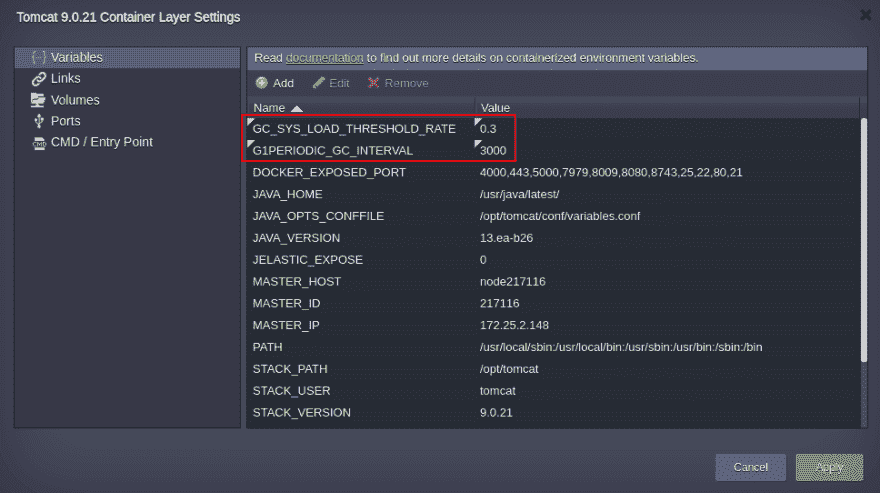 Tomcat 9.0.21 Container Layer Settings
Variables
Links
Volumes
Ports
CMD / Entry Point
Read documentation to find out more details on containerized environment variables.
Add Edit Remove
Name Value
GC_SYS_LOAD_THRESHOLD_RATE 0.3
G1PERIODIC_GC_INTERVAL 3000
DOCKER_EXPOSED_PORT 4000,443,5000,7979,8009,8080,8743,25,22,80,21
JAVA_HOME /usr/java/latest/
JAVA_OPTS_CONFFILE /opt/tomcat/conf/variables.conf
JAVA_VERSION 13.ea-b26
JELASTIC_EXPOSE 0
MASTER_HOST node217116
MASTER_ID 217116
MASTER_IP 172.25.2.148
PATH /usr/local/sbin:/usr/local/bin:/usr/sbin:/usr/bin:/sbin:/bin
STACK_PATH /opt/tomcat
STACK_USER tomcat
STACK_VERSION 9.0.21
Cancel Apply